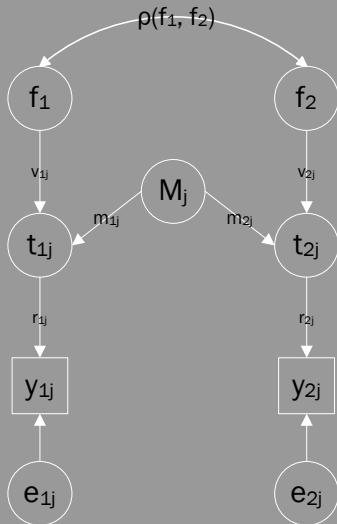 ρ(f₁, f₂)
f₁ f₂
v₁ⱼ v₂ⱼ
Mⱼ
m₁ⱼ m₂ⱼ
t₁ⱼ t₂ⱼ
r₁ⱼ r₂ⱼ
y₁ⱼ y₂ⱼ
e₁ⱼ e₂ⱼ